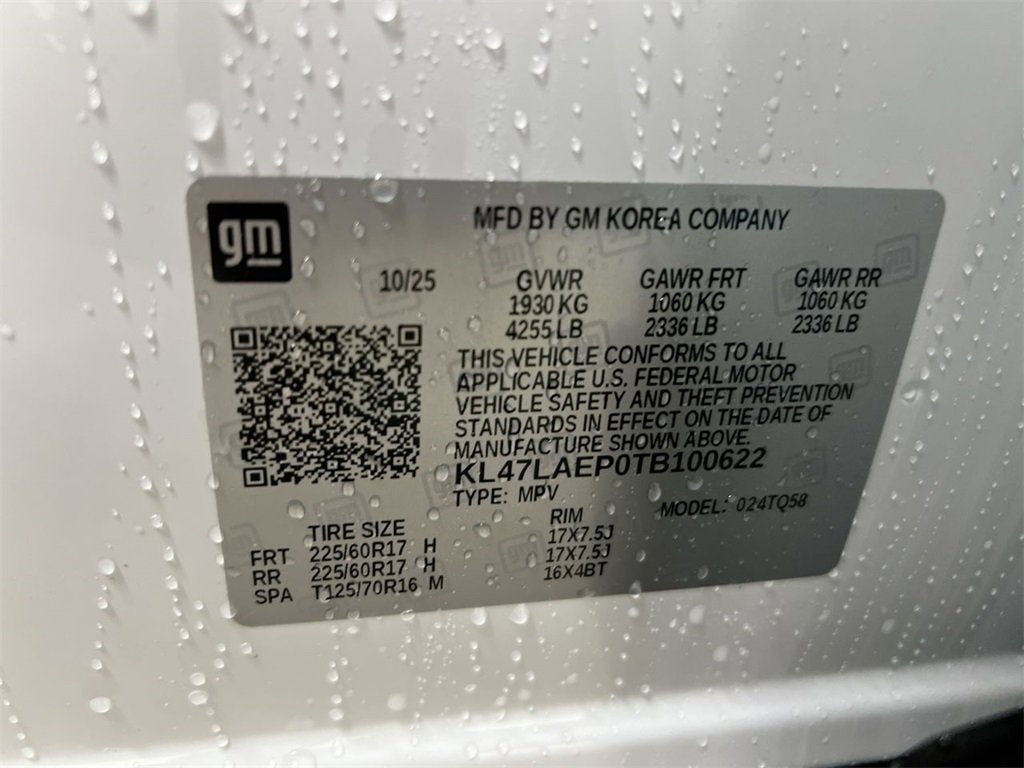 gm
MFD BY GM KOREA COMPANY
10/25 GVWR GAWR FRT GAWR RR
1930 KG 1060 KG 1060 KG
4255 LB 2336 LB 2336 LB
THIS VEHICLE CONFORMS TO ALL
APPLICABLE U.S. FEDERAL MOTOR
VEHICLE SAFETY AND THEFT PREVENTION
STANDARDS IN EFFECT ON THE DATE OF
MANUFACTURE SHOWN ABOVE.
KL47LAEP0TB100622
TYPE: MPV MODEL: 024TQ58
TIRE SIZE RIM
FRT 225/60R17 H 17X7.5J
RR 225/60R17 H 17X7.5J
SPA T125/70R16 M 16X4BT